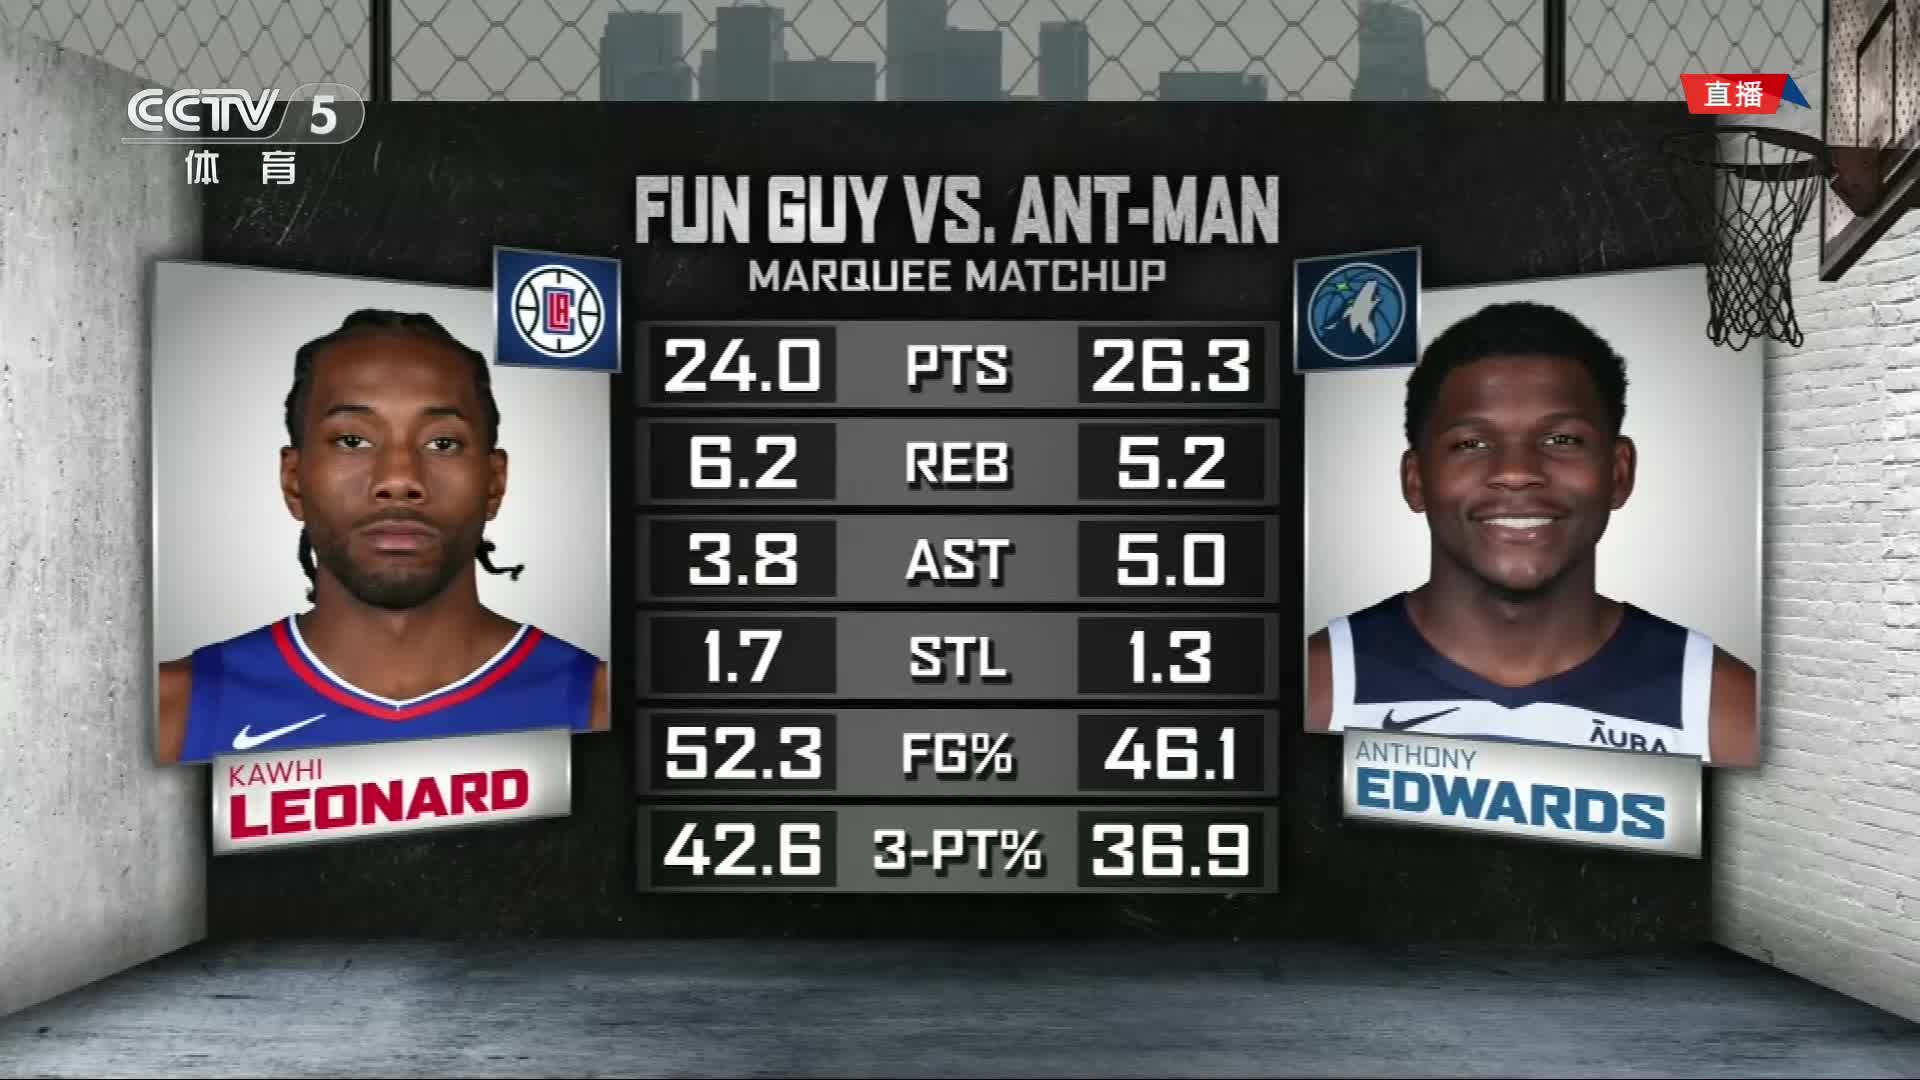 CCTV 5
体育
直播
FUN GUY VS. ANT-MAN
MARQUEE MATCHUP
LA
24.0 PTS 26.3
6.2 REB 5.2
3.8 AST 5.0
1.7 STL 1.3
52.3 FG% 46.1
42.6 3-PT% 36.9
KAWHI
LEONARD
ĀURA
ANTHONY
EDWARDS